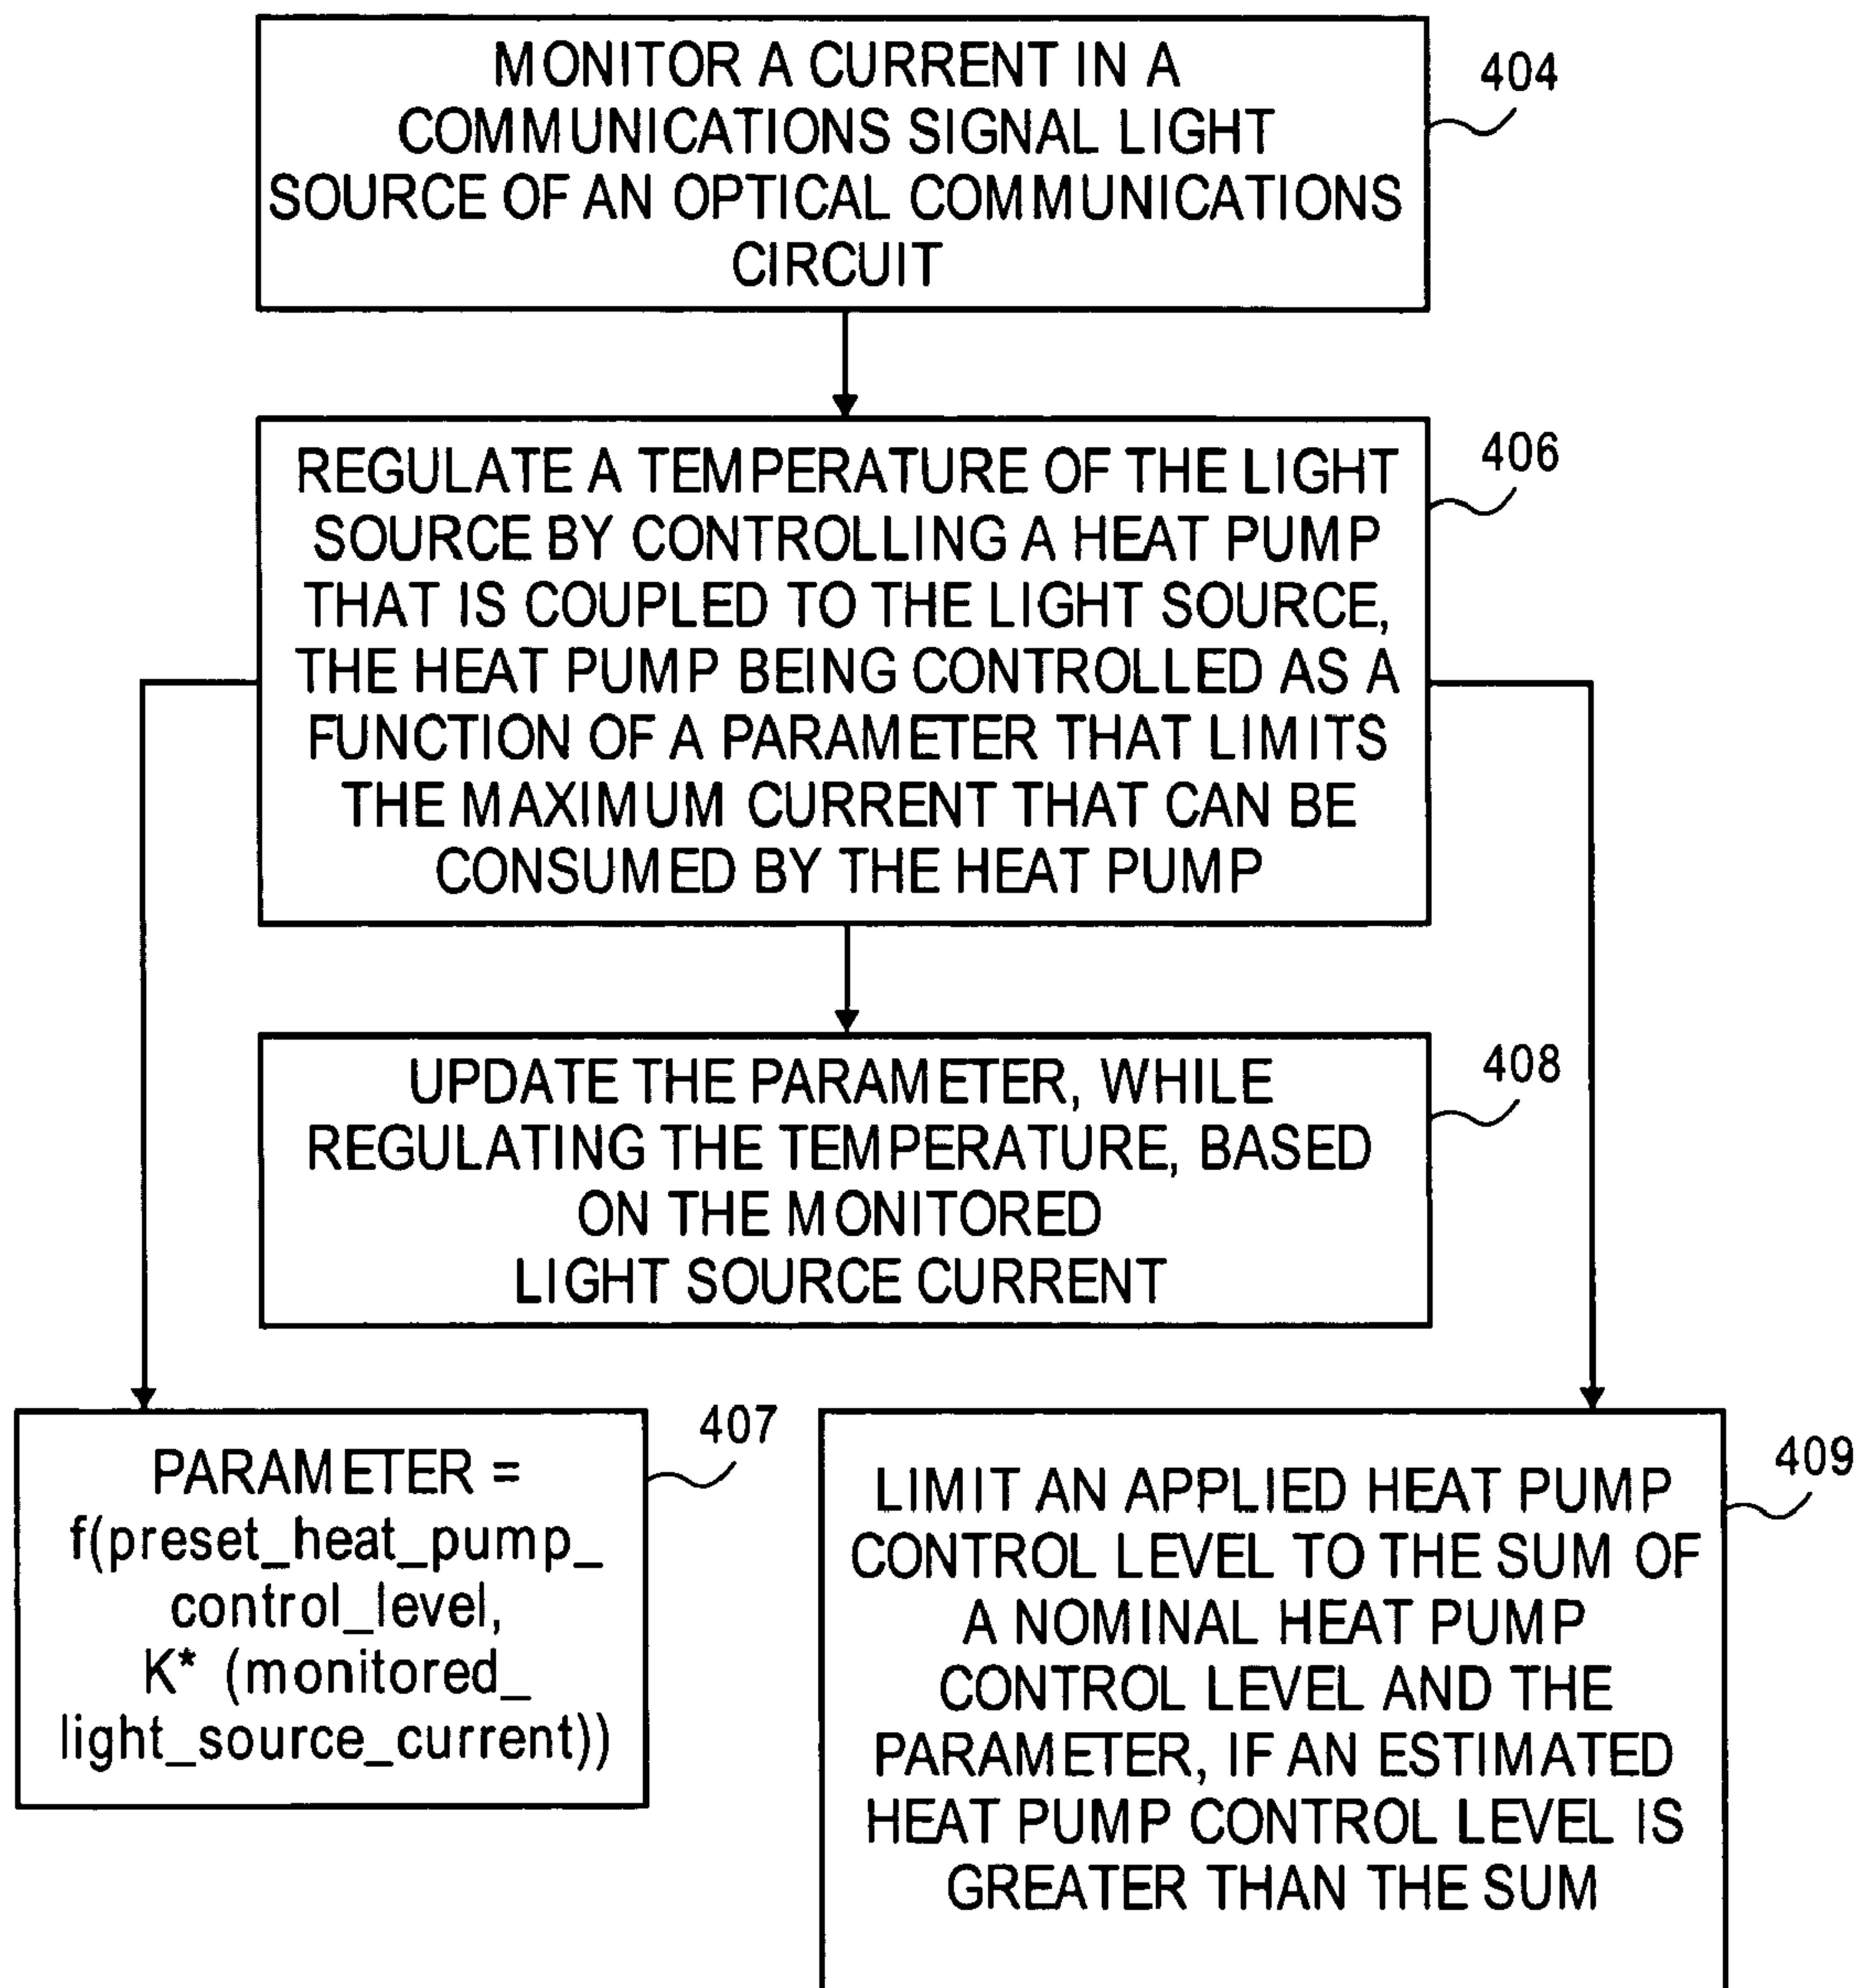 MONITOR A CURRENT IN A
COMMUNICATIONS SIGNAL LIGHT
SOURCE OF AN OPTICAL COMMUNICATIONS
CIRCUIT
404
REGULATE A TEMPERATURE OF THE LIGHT
SOURCE BY CONTROLLING A HEAT PUMP
THAT IS COUPLED TO THE LIGHT SOURCE,
THE HEAT PUMP BEING CONTROLLED AS A
FUNCTION OF A PARAMETER THAT LIMITS
THE MAXIMUM CURRENT THAT CAN BE
CONSUMED BY THE HEAT PUMP
406
UPDATE THE PARAMETER, WHILE
REGULATING THE TEMPERATURE, BASED
ON THE MONITORED
LIGHT SOURCE CURRENT
408
PARAMETER =
f(preset_heat_pump_
control_level,
K* (monitored_
light_source_current))
407
LIMIT AN APPLIED HEAT PUMP
CONTROL LEVEL TO THE SUM OF
A NOMINAL HEAT PUMP
CONTROL LEVEL AND THE
PARAMETER, IF AN ESTIMATED
HEAT PUMP CONTROL LEVEL IS
GREATER THAN THE SUM
409